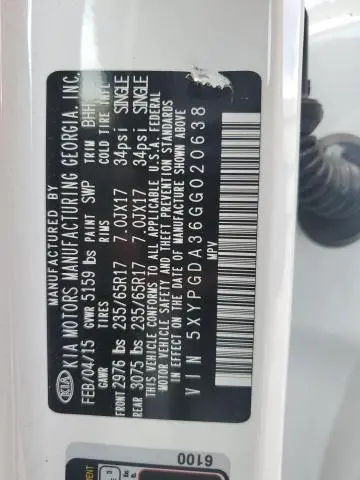 MANUFACTURED BY
KIA KIA MOTORS MANUFACTURING GEORGIA, INC.
FEB/04/15 GVWR 5159 lbs PAINT SWP TRIM BHH
GAWR TIRES RIMS COLD TIRE INFL
FRONT 2976 lbs 235/65R17 7.0JX17 34psi SINGLE
REAR 3075 lbs 235/65R17 7.0JX17 34psi SINGLE
THIS VEHICLE CONFORMS TO ALL APPLICABLE U.S.A. FEDERAL
MOTOR VEHICLE SAFETY AND THEFT PREVENTION STANDARDS
IN EFFECT ON THE DATE OF MANUFACTURE SHOWN ABOVE
VIN 5XYPGDA36GG020638
MPV
6100